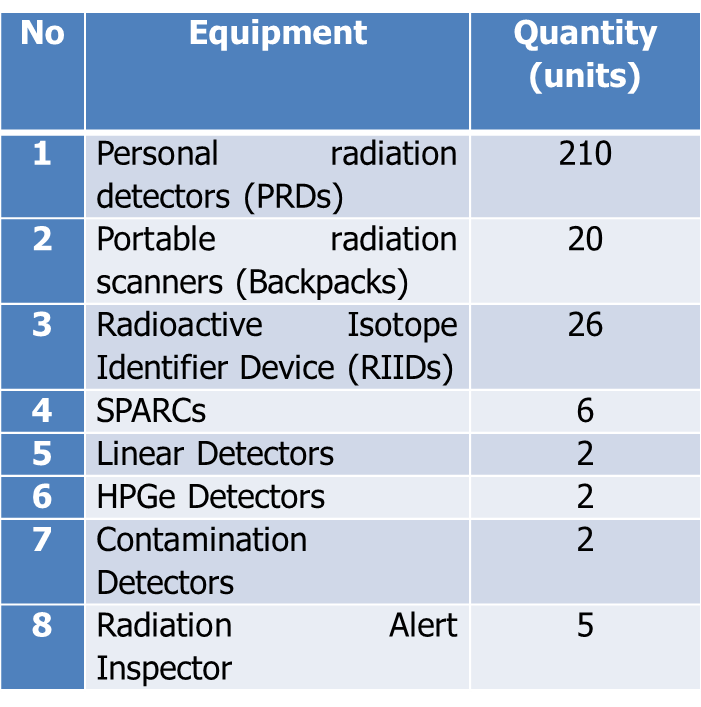 No Equipment Quantity
(units)
1 Personal radiation 210
detectors (PRDs)
2 Portable radiation 20
scanners (Backpacks)
3 Radioactive Isotope 26
Identifier Device (RIIDs)
4 SPARCs 6
5 Linear Detectors 2
6 HPGe Detectors 2
7 Contamination 2
Detectors
8 Radiation Alert 5
Inspector